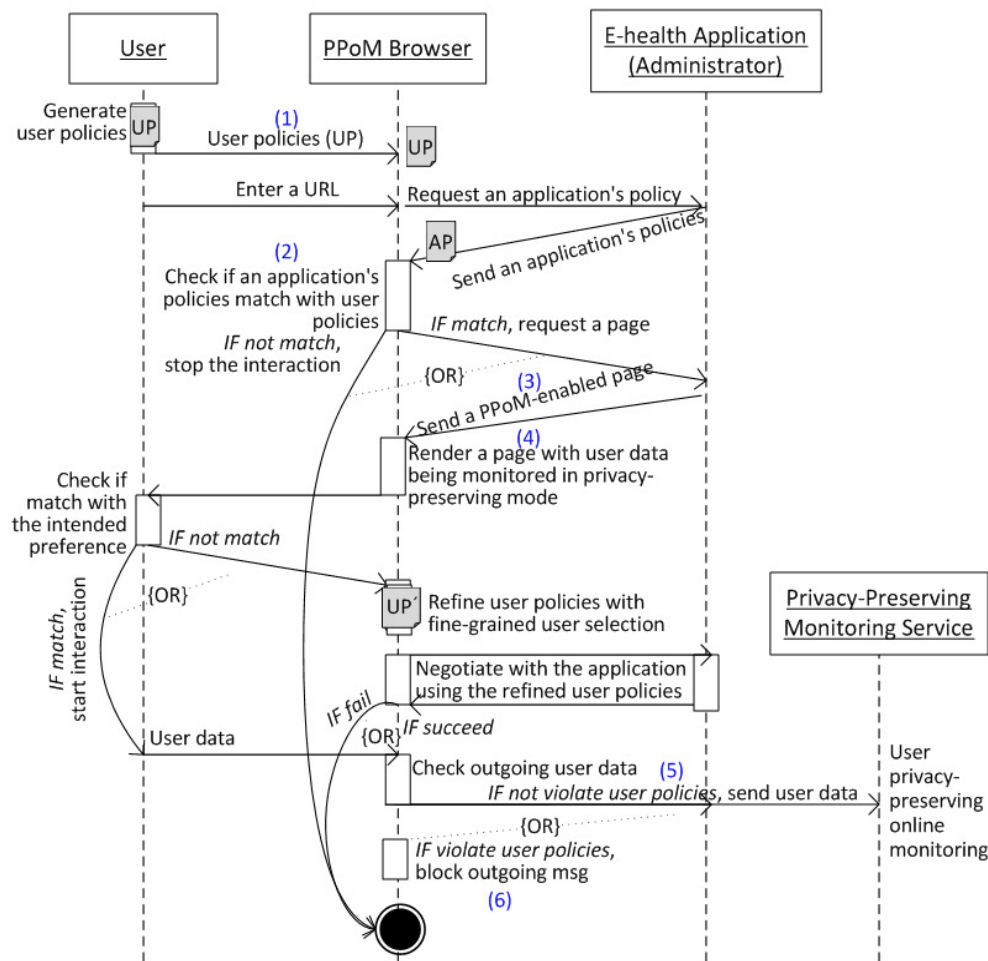 User
PPoM Browser
E-health Application
(Administrator)
Generate
user policies
UP
(1)
User policies (UP)
UP
Enter a URL
Request an application's policy
AP
Send an application's policies
(2)
Check if an application's
policies match with user
policies
IF not match,
stop the interaction
IF match, request a page
{OR}
(3)
Send a PPoM-enabled page
(4)
Render a page with user data
being monitored in privacy-
preserving mode
Check if
match with
the intended
preference
IF not match
{OR}
IF match,
start interaction
UP´
Refine user policies with
fine-grained user selection
Privacy-Preserving
Monitoring Service
Negotiate with the application
using the refined user policies
IF fail
IF succeed
{OR}
User data
Check outgoing user data
(5)
IF not violate user policies, send user data
User
privacy-
preserving
online
monitoring
{OR}
IF violate user policies,
block outgoing msg
(6)